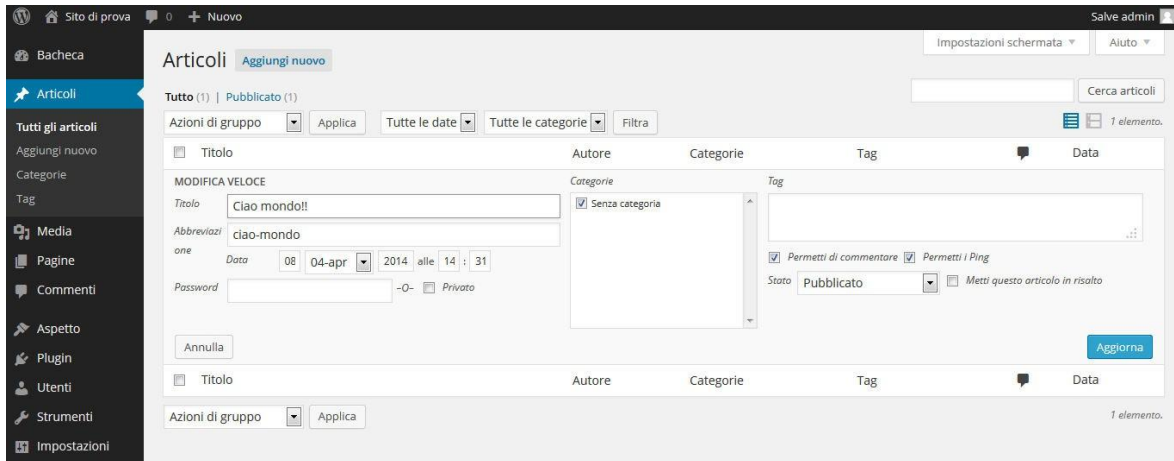 Sito di prova 0 + Nuovo Salve admin
Impostazioni schermata Aiuto
Bacheca
Articoli
Tutti gli articoli
Aggiungi nuovo
Categorie
Tag
Media
Pagine
Commenti
Aspetto
Plugin
Utenti
Strumenti
Impostazioni
Articoli Aggiungi nuovo
Tutto (1) | Pubblicato (1)
Cerca articoli
Azioni di gruppo Applica Tutte le date Tutte le categorie Filtra 1 elemento.
Titolo Autore Categorie Tag Data
MODIFICA VELOCE
Titolo Ciao mondo!!
Abbreviazi
one
ciao-mondo
Data 08 04-apr 2014 alle 14 : 31
Password –O– Privato
Categorie
Senza categoria
Tag
Permetti di commentare Permetti i Ping
Stato Pubblicato Metti questo articolo in risalto
Annulla Aggiorna
Titolo Autore Categorie Tag Data
Azioni di gruppo Applica 1 elemento.